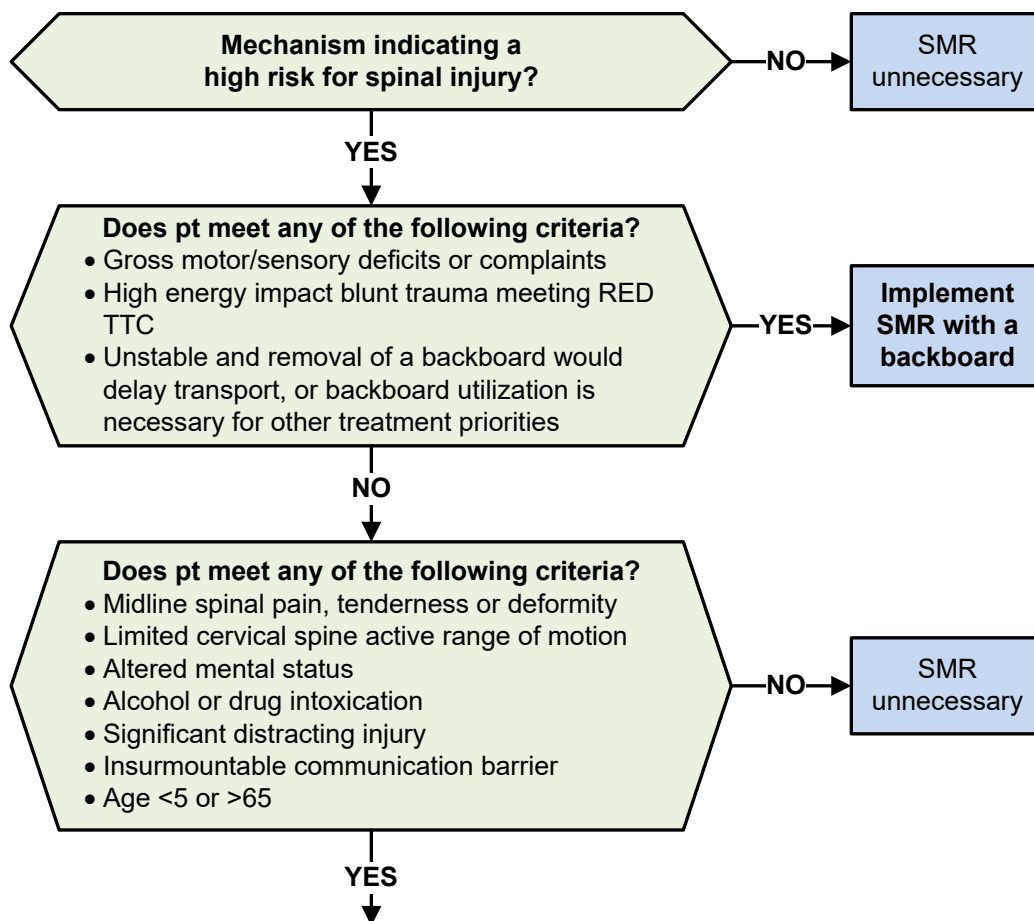 Mechanism indicating a
high risk for spinal injury?
NO
SMR
unnecessary
YES
Does pt meet any of the following criteria?
• Gross motor/sensory deficits or complaints
• High energy impact blunt trauma meeting RED
TTC
• Unstable and removal of a backboard would
delay transport, or backboard utilization is
necessary for other treatment priorities
YES
Implement
SMR with a
backboard
NO
Does pt meet any of the following criteria?
• Midline spinal pain, tenderness or deformity
• Limited cervical spine active range of motion
• Altered mental status
• Alcohol or drug intoxication
• Significant distracting injury
• Insurmountable communication barrier
• Age <5 or >65
NO
SMR
unnecessary
YES